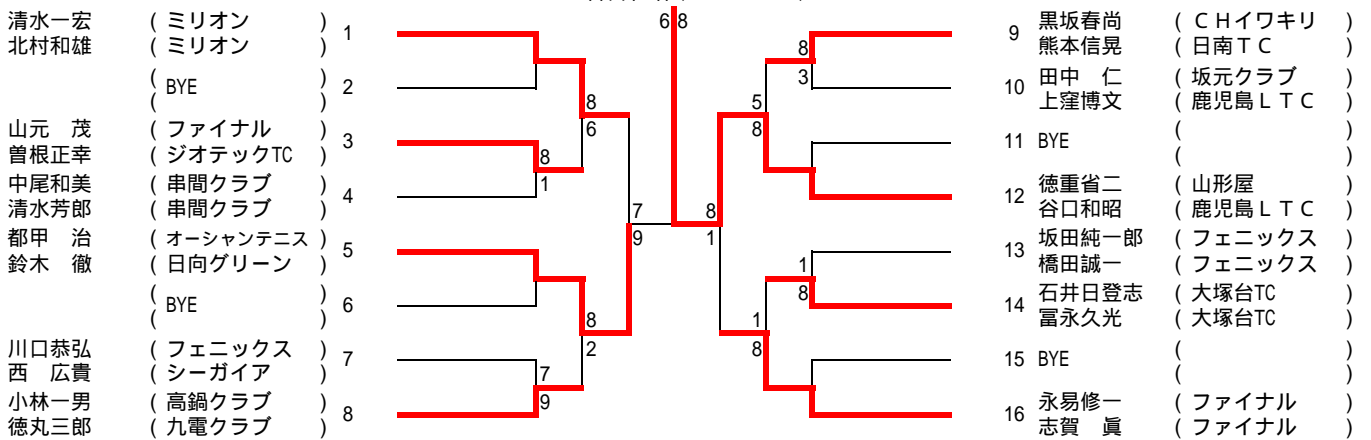 6 8
清水一宏 ( ミリオン )
1
北村和雄 ( ミリオン )
( BYE )
2
( )
8
6
山元 茂 ( ファイナル )
3
曽根正幸 ( ジオテックTC )
8
1
中尾和美 ( 串間クラブ )
4
清水芳郎 ( 串間クラブ )
7
9
都甲 治 ( オーシャンテニス )
5
鈴木 徹 ( 日向グリーン )
( BYE )
6
( )
8
2
川口恭弘 ( フェニックス )
7
西 広貴 ( シーガイア )
7
9
小林一男 ( 高鍋クラブ )
8
徳丸三郎 ( 九電クラブ )
9 黒坂春尚 ( CHイワキリ )
熊本信晃 ( 日南TC )
8
3
10 田中 仁 ( 坂元クラブ )
上窪博文 ( 鹿児島LTC )
5
8
11 BYE ( )
( )
12 徳重省二 ( 山形屋 )
谷口和昭 ( 鹿児島LTC )
8
1
13 坂田純一郎 ( フェニックス )
橋田誠一 ( フェニックス )
1
8
14 石井日登志 ( 大塚台TC )
冨永久光 ( 大塚台TC )
1
8
15 BYE ( )
( )
16 永易修一 ( ファイナル )
志賀 眞 ( ファイナル )